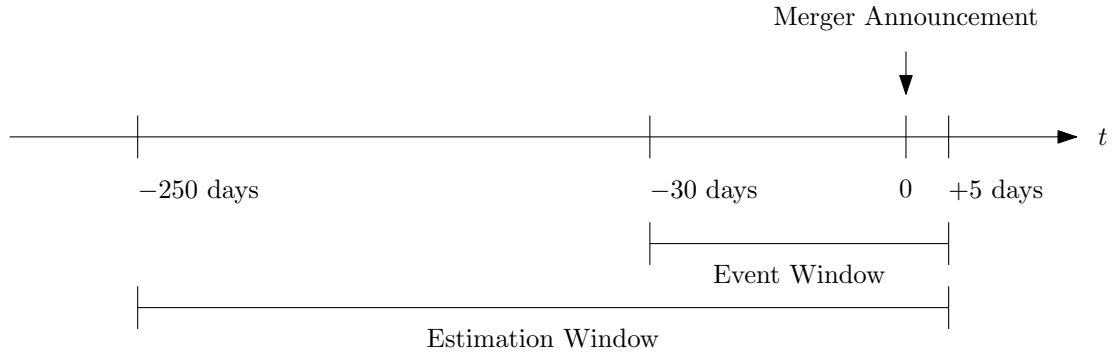 Merger Announcement
t
−250 days
−30 days
0
+5 days
Event Window
Estimation Window